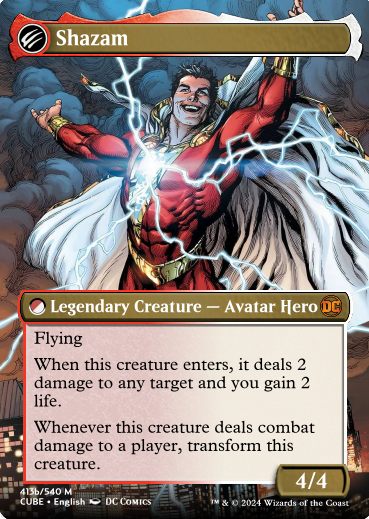 Shazam
Legendary Creature — Avatar Hero
DC
Flying
When this creature enters, it deals 2
damage to any target and you gain 2
life.
Whenever this creature deals combat
damage to a player, transform this
creature.
4/4
413b/540 M
CUBE • English DC Comics
™ & © 2024 Wizards of the Coast